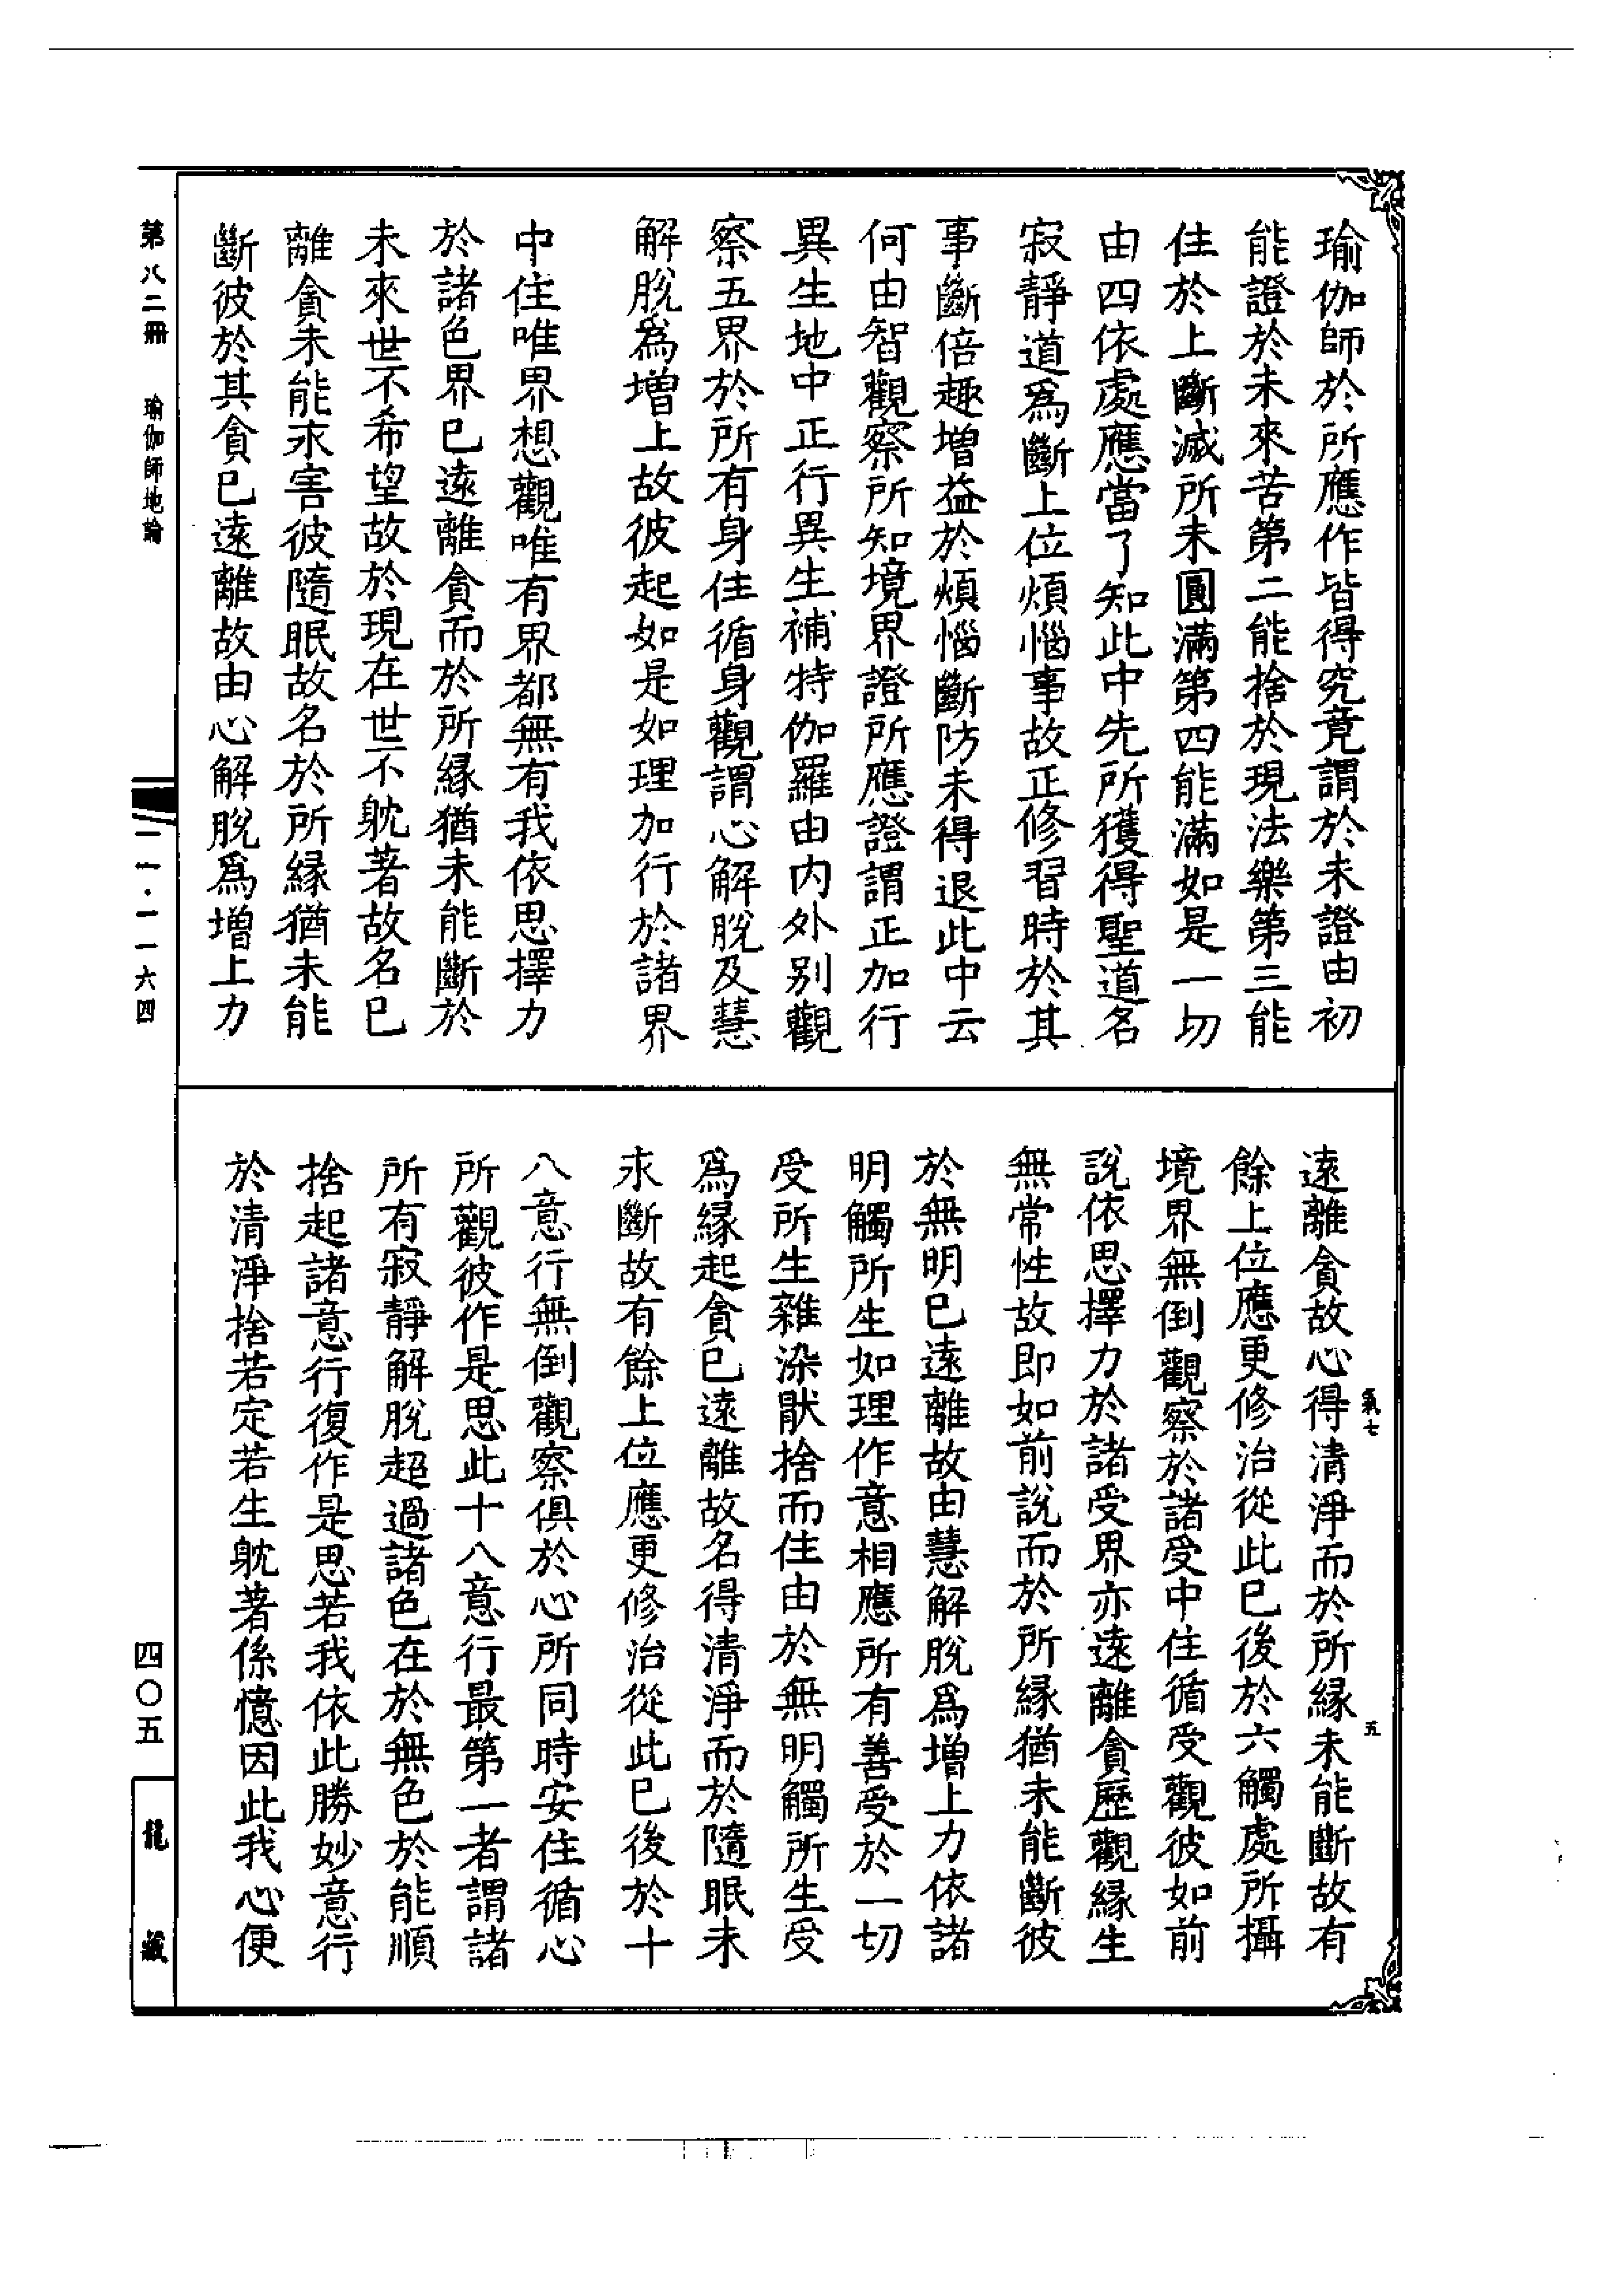 瑜伽師於所應作皆得究竟謂於未證由初
能證於未來苦第二能捨於現法樂第三能
住於上斷滅所未圓滿第四能滿如是一切
由四依處應當了知此中先所獲得聖道名
寂靜道爲斷上位煩惱事故正修習時於其
事斷倍趣增益於煩惱斷防未得退此中云
何由智觀察所知境界證所應證謂正加行
異生地中正行異生補特伽羅由內外別觀
察五界於所有身住循身觀謂心解脫及慧
解脫爲增上故彼起如是如理加行於諸界
中住唯界想觀唯有界都無有我依思擇力
於諸色界已遠離貪而於所緣猶未能斷於
未來世不希望故於現在世不躭著故名已
離貪未能永害彼隨眠故名於所緣猶未能
斷彼於其貪已遠離故由心解脫爲增上力
遠離貪故心得清淨而於所緣未能斷故有
餘上位應更修治從此已後於六觸處所攝
境界無倒觀察於諸受中住循受觀彼如前
說依思擇力於諸受界亦遠離貪歷觀緣生
無常性故即如前說而於所緣猶未能斷彼
於無明已遠離故由慧解脫爲增上力依諸
明觸所生如理作意相應所有善受於一切
受所生雜染猒捨而住由於無明觸所生受
爲緣起貪已遠離故名得清淨而於隨眠未
永斷故有餘上位應更修治從此已後於十
八意行無倒觀察俱於心所同時安住循心
所觀彼作是思此十八意行最第一者謂諸
所有寂靜解脫超過諸色在於無色於能順
捨起諸意行復作是思若我依此勝妙意行
於清淨捨若定若生躭著係憶因此我心便
氣七
五
第八二冊 瑜伽師地論
一一·一一六四
四〇五
龍藏